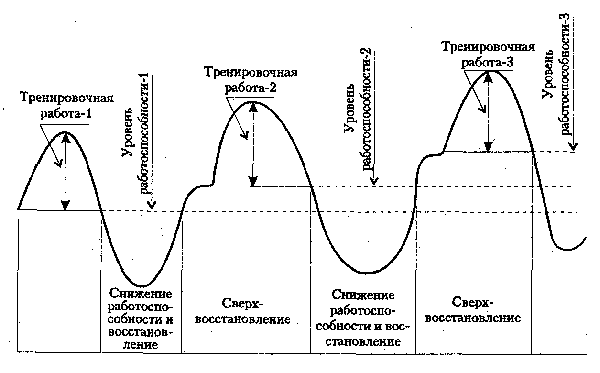 Тренировочная
работа-1
Уровень
работоспособности-1
Тренировочная
работа-2
Уровень
работоспособности-2
Тренировочная
работа-3
Уровень
работоспособности-3
Снижение
работоспо-
собности и
восстанов-
ление
Сверх-
восстановление
Снижение
работоспо-
собности и вос-
становление
Сверх-
восстановление